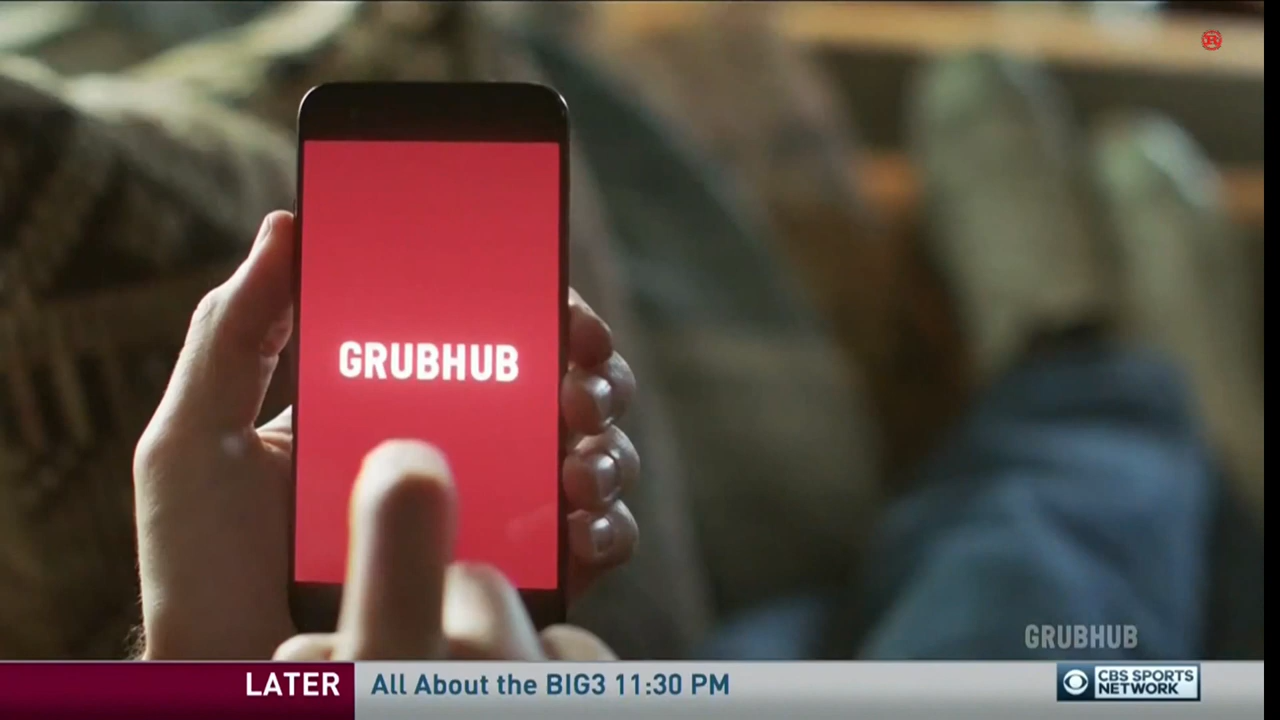 GRUBHUB
GRUBHUB
LATER
All About the BIG3 11:30 PM
CBS SPORTS
NETWORK